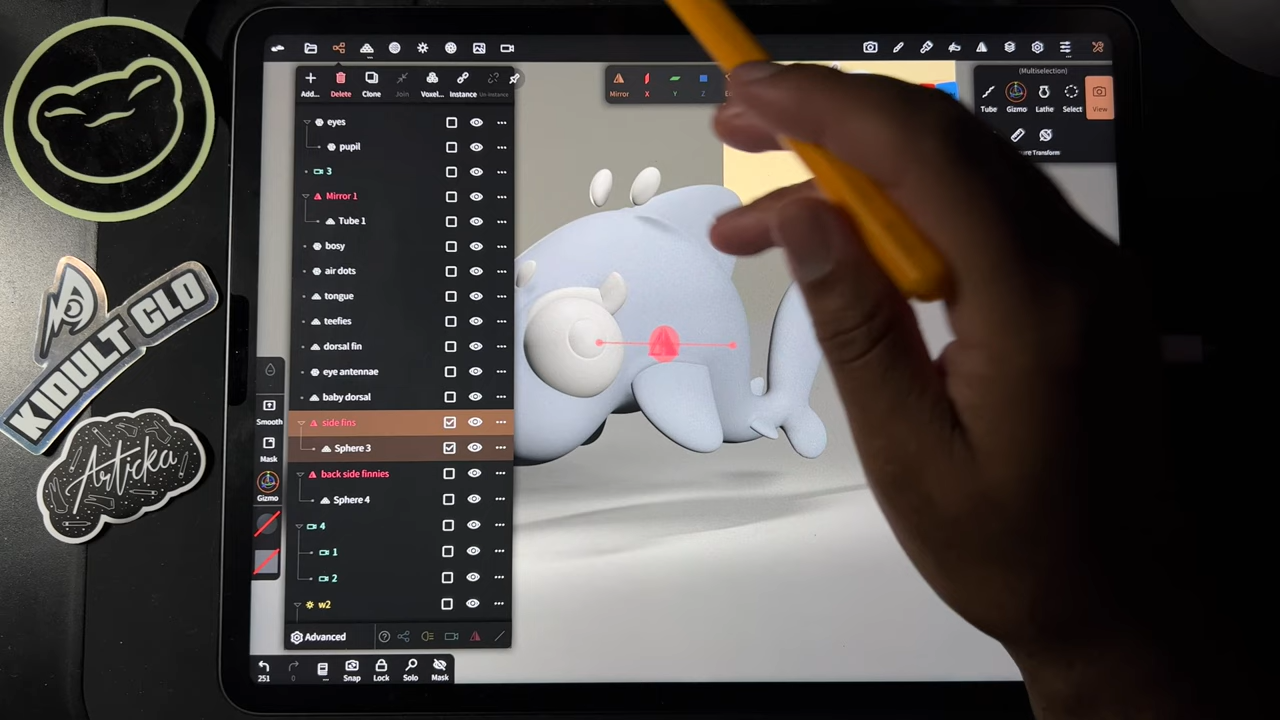 Add...
Delete
Clone
Join
Voxel...
Instance
Un-Instance
Mirror
X
Y
Z
(Multiselection)
Tube
Gizmo
Lathe
Select
View
Transform
eyes
pupil
3
Mirror 1
Tube 1
bosy
air dots
tongue
teefies
dorsal fin
eye antennae
baby dorsal
side fins
Sphere 3
back side finnies
Sphere 4
4
1
2
w2
Advanced
Smooth
Mask
Gizmo
251
0
Snap
Lock
Solo
Mask
KIDULT GLO
Articka